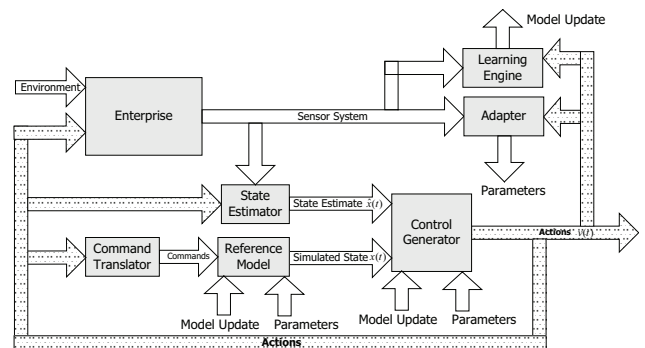 Model Update
Learning
Engine
Environment
Enterprise
Sensor System
Adapter
Parameters
State
Estimator
State Estimate x̂(t)
Control
Generator
Actions
Command
Translator
Commands
Reference
Model
Simulated State x(t)
Model Update
Parameters
Model Update
Parameters
Actions